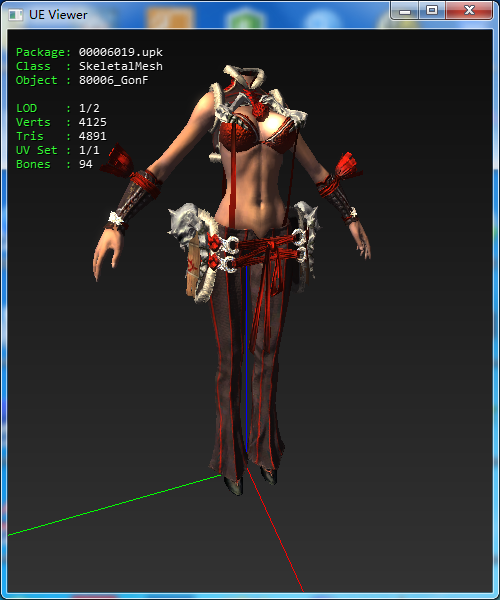 UE Viewer
Package: 00006019.upk
Class : SkeletalMesh
Object : 80006_GonF
LOD : 1/2
Verts : 4125
Tris : 4891
UV Set : 1/1
Bones : 94